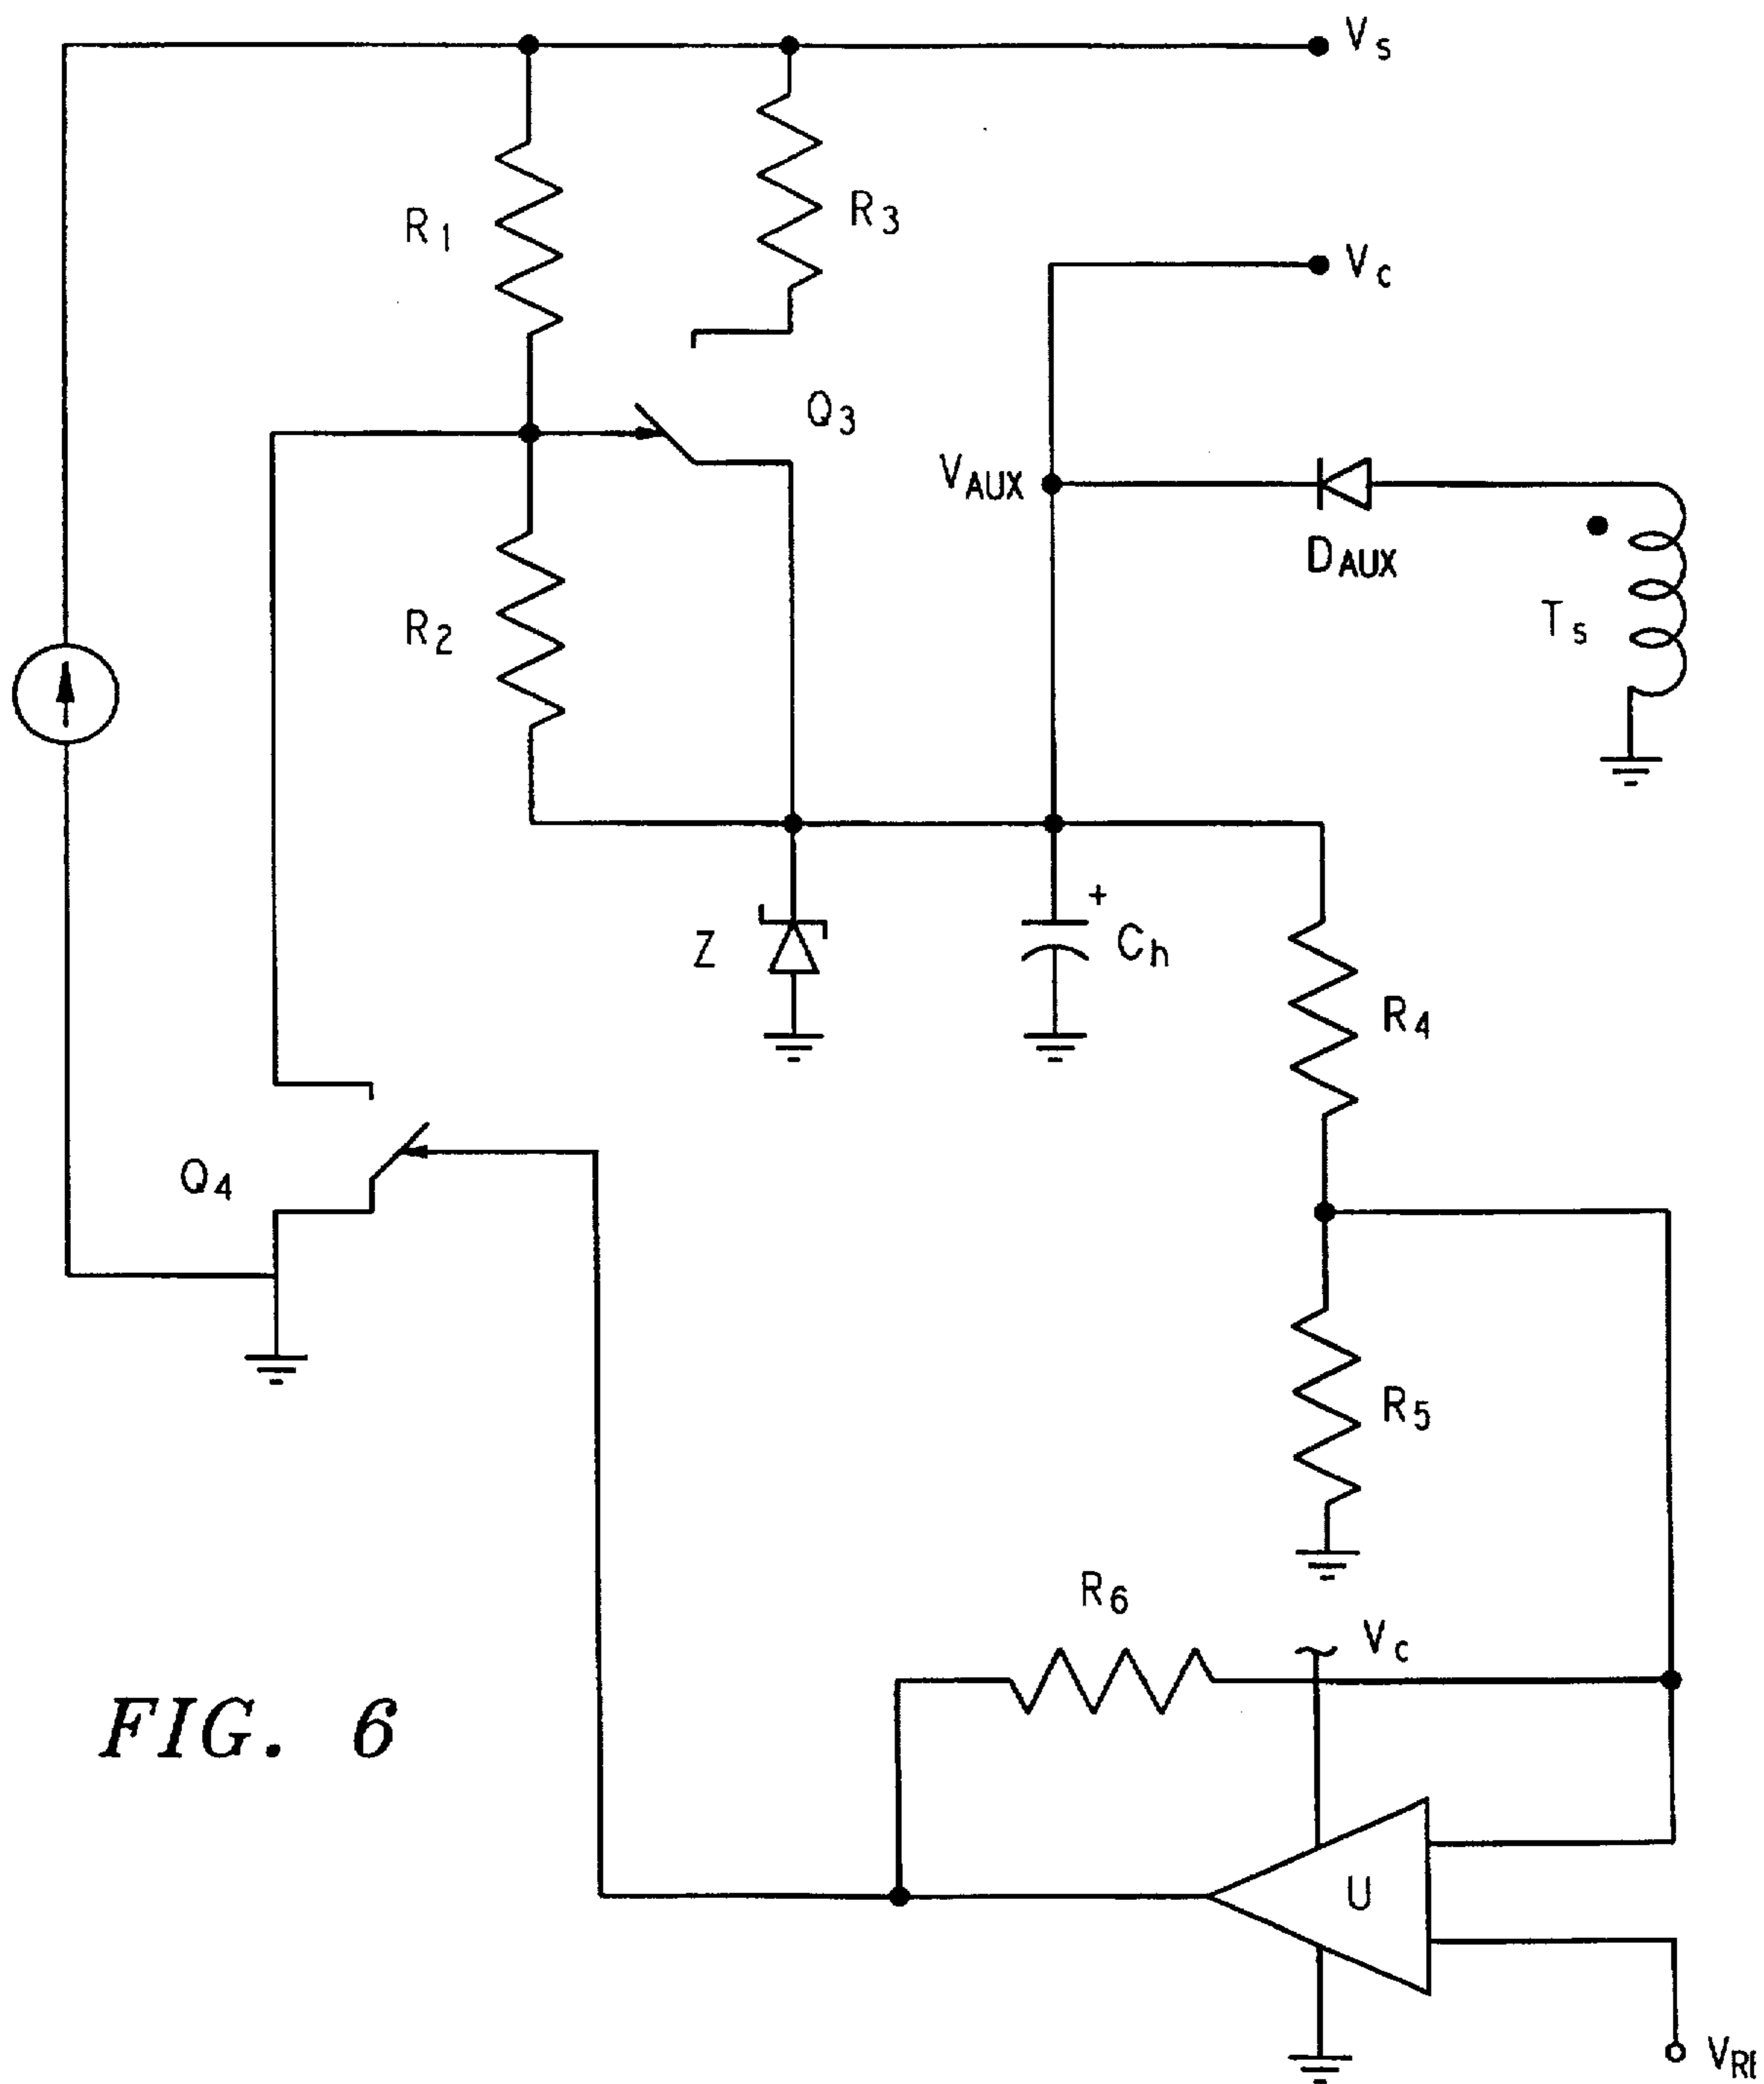 Vs
R1
R3
Vc
Q3
VAUX
DAUX
R2
Ts
+
Z
Ch
R4
Q4
R5
R6
Vc
FIG. 6
U